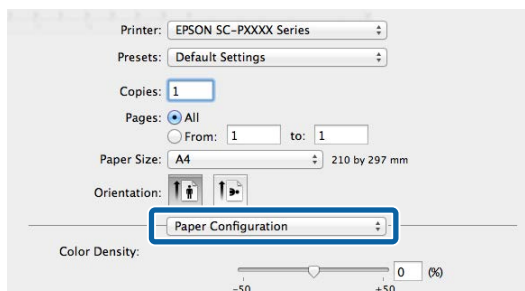 Printer: EPSON SC-PXXXX Series
Presets: Default Settings
Copies: 1
Pages: All
From: 1 to: 1
Paper Size: A4 210 by 297 mm
Orientation:
Paper Configuration
Color Density:
0 (%)
-50 +50